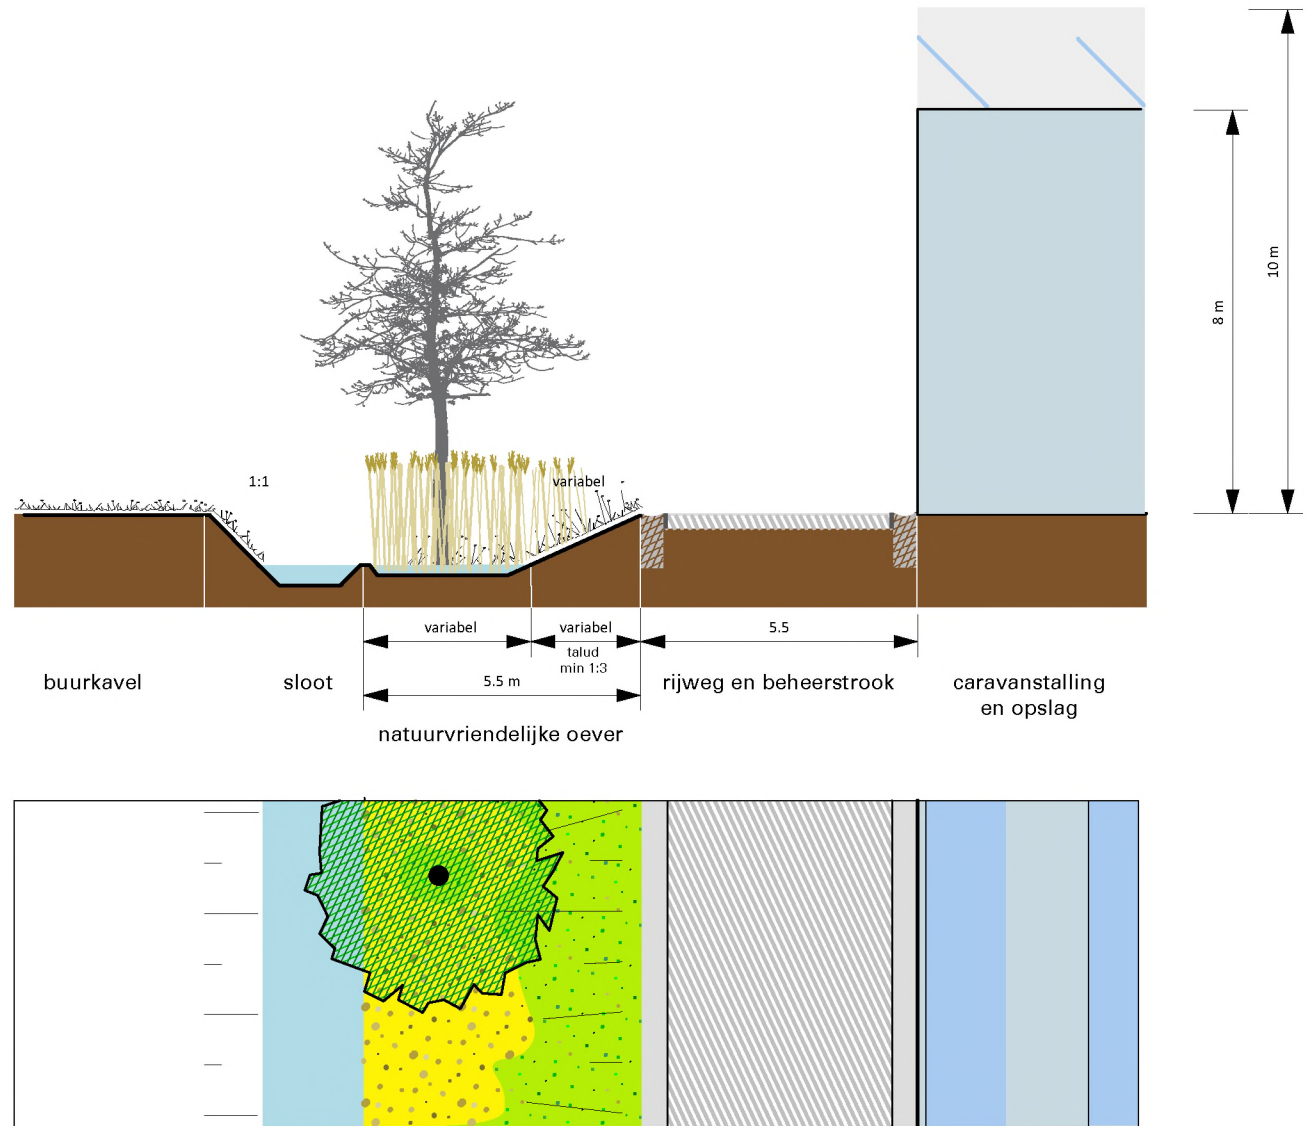 10 m
8 m
1:1
variabel
variabel
variabel
5.5
talud
min 1:3
5.5 m
buurkavel
sloot
rijweg en beheerstrook
caravanstalling
en opslag
natuurvriendelijke oever